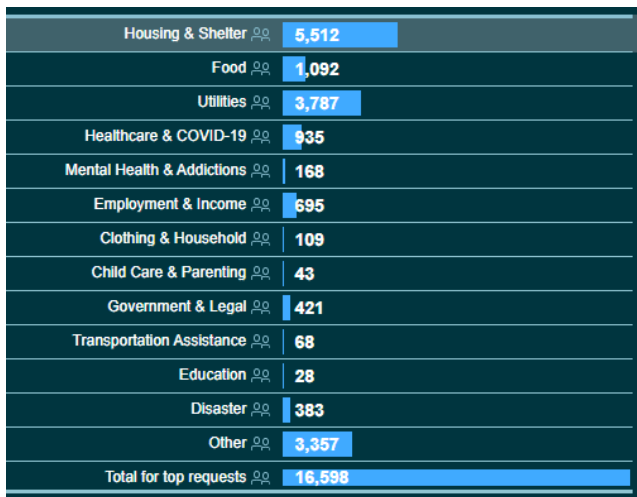 Housing & Shelter 5,512
Food 1,092
Utilities 3,787
Healthcare & COVID-19 935
Mental Health & Addictions 168
Employment & Income 695
Clothing & Household 109
Child Care & Parenting 43
Government & Legal 421
Transportation Assistance 68
Education 28
Disaster 383
Other 3,357
Total for top requests 16,598